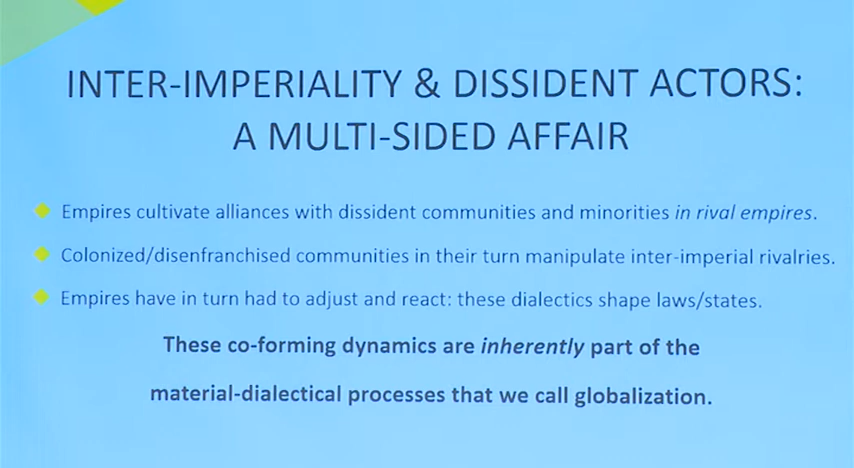 INTER-IMPERIALITY & DISSIDENT ACTORS:
A MULTI-SIDED AFFAIR
Empires cultivate alliances with dissident communities and minorities in rival empires.
Colonized/disenfranchised communities in their turn manipulate inter-imperial rivalries.
Empires have in turn had to adjust and react: these dialectics shape laws/states.
These co-forming dynamics are inherently part of the
material-dialectical processes that we call globalization.